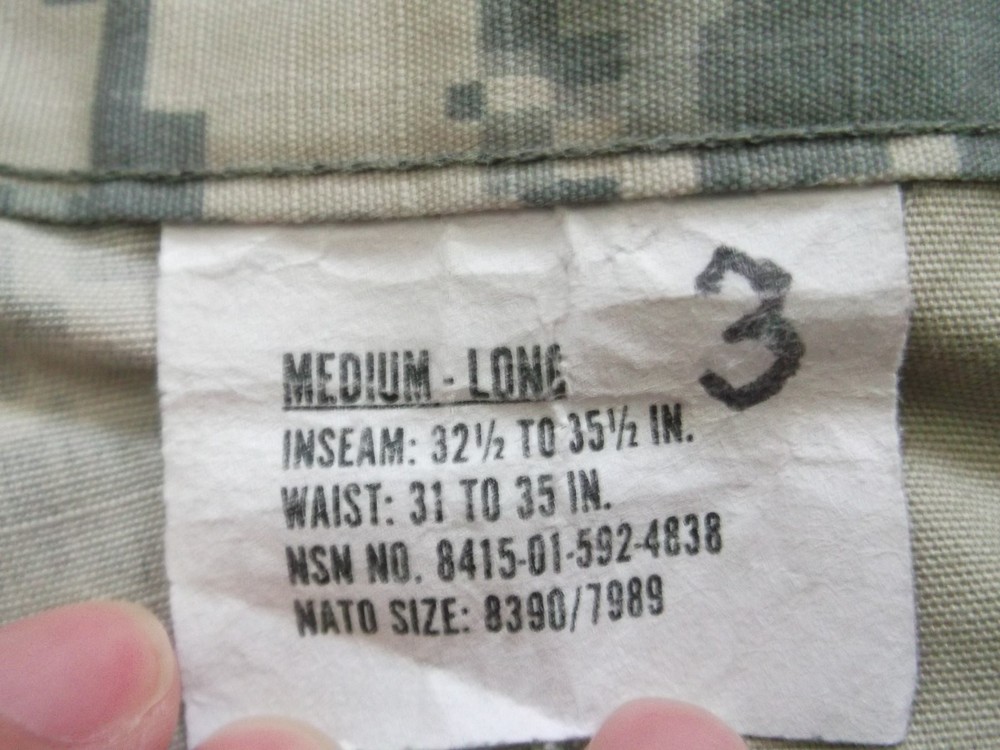 3
MEDIUM - LONG
INSEAM: 32½ TO 35½ IN.
WAIST: 31 TO 35 IN.
NSN NO. 8415-01-592-4838
NATO SIZE: 8390/7989